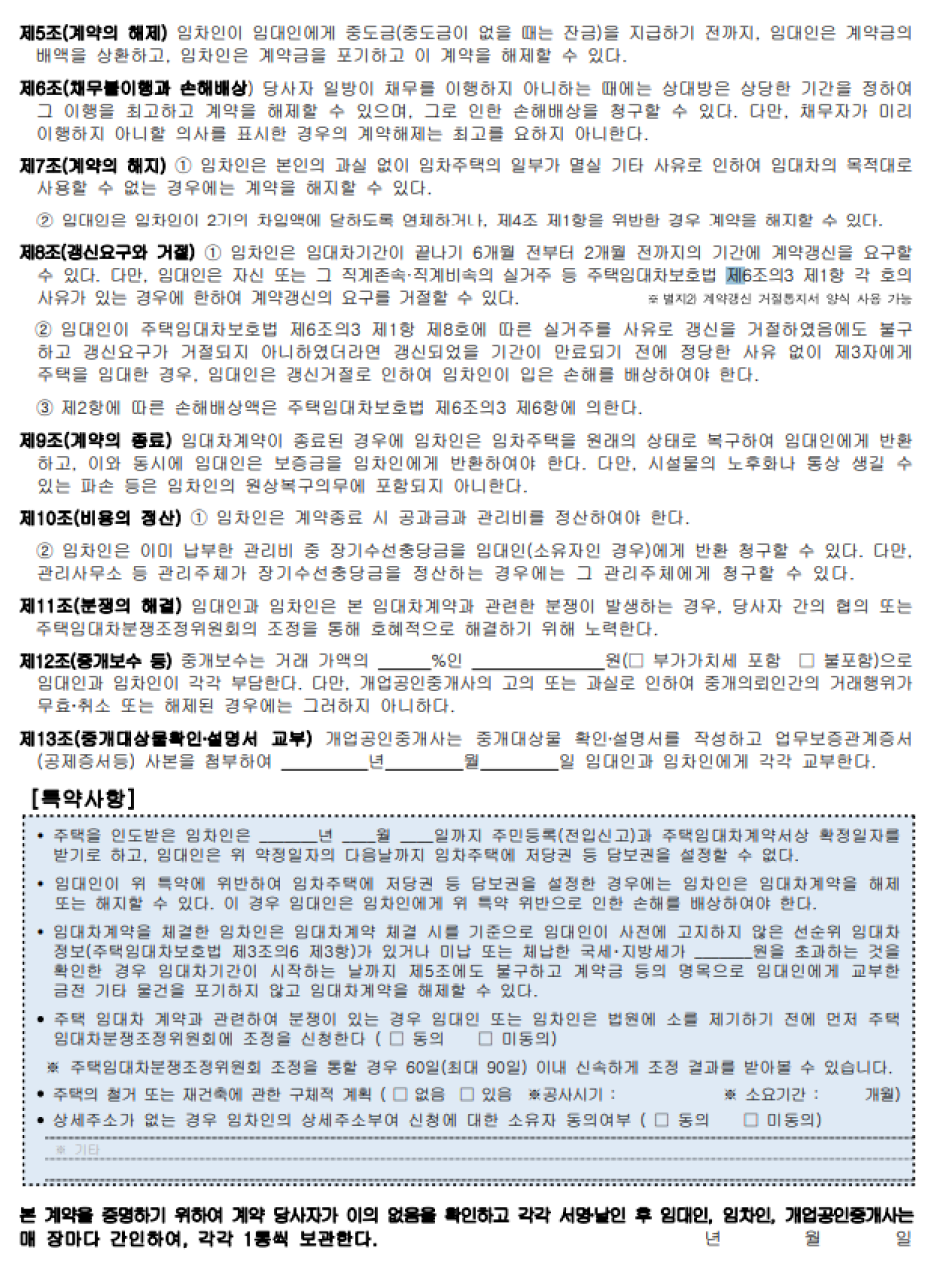 제5조(계약의 해제) 임차인이 임대인에게 중도금(중도금이 없을 때는 잔금)을 지급하기 전까지, 임대인은 계약금의
배액을 상환하고, 임차인은 계약금을 포기하고 이 계약을 해제할 수 있다.
제6조(채무불이행과 손해배상) 당사자 일방이 채무를 이행하지 아니하는 때에는 상대방은 상당한 기간을 정하여
그 이행을 최고하고 계약을 해제할 수 있으며, 그로 인한 손해배상을 청구할 수 있다. 다만, 채무자가 미리
이행하지 아니할 의사를 표시한 경우의 계약해제는 최고를 요하지 아니한다.
제7조(계약의 해지) ① 임차인은 본인의 과실 없이 임차주택의 일부가 멸실 기타 사유로 인하여 임대차의 목적대로
사용할 수 없는 경우에는 계약을 해지할 수 있다.
② 임대인은 임차인이 2기의 차임액에 달하도록 연체하거나, 제4조 제1항을 위반한 경우 계약을 해지할 수 있다.
제8조(갱신요구와 거절) ① 임차인은 임대차기간이 끝나기 6개월 전부터 2개월 전까지의 기간에 계약갱신을 요구할
수 있다. 다만, 임대인은 자신 또는 그 직계존속·직계비속의 실거주 등 주택임대차보호법 제6조의3 제1항 각 호의
사유가 있는 경우에 한하여 계약갱신의 요구를 거절할 수 있다. ※ 별지2) 계약갱신 거절통지서 양식 사용 가능
② 임대인이 주택임대차보호법 제6조의3 제1항 제8호에 따른 실거주를 사유로 갱신을 거절하였음에도 불구
하고 갱신요구가 거절되지 아니하였더라면 갱신되었을 기간이 만료되기 전에 정당한 사유 없이 제3자에게
주택을 임대한 경우, 임대인은 갱신거절로 인하여 임차인이 입은 손해를 배상하여야 한다.
③ 제2항에 따른 손해배상액은 주택임대차보호법 제6조의3 제6항에 의한다.
제9조(계약의 종료) 임대차계약이 종료된 경우에 임차인은 임차주택을 원래의 상태로 복구하여 임대인에게 반환
하고, 이와 동시에 임대인은 보증금을 임차인에게 반환하여야 한다. 다만, 시설물의 노후화나 통상 생길 수
있는 파손 등은 임차인의 원상복구의무에 포함되지 아니한다.
제10조(비용의 정산) ① 임차인은 계약종료 시 공과금과 관리비를 정산하여야 한다.
② 임차인은 이미 납부한 관리비 중 장기수선충당금을 임대인(소유자인 경우)에게 반환 청구할 수 있다. 다만,
관리사무소 등 관리주체가 장기수선충당금을 정산하는 경우에는 그 관리주체에게 청구할 수 있다.
제11조(분쟁의 해결) 임대인과 임차인은 본 임대차계약과 관련한 분쟁이 발생하는 경우, 당사자 간의 협의 또는
주택임대차분쟁조정위원회의 조정을 통해 호혜적으로 해결하기 위해 노력한다.
제12조(중개보수 등) 중개보수는 거래 가액의 _____%인 _____________원(□ 부가가치세 포함 □ 불포함)으로
임대인과 임차인이 각각 부담한다. 다만, 개업공인중개사의 고의 또는 과실로 인하여 중개의뢰인간의 거래행위가
무효·취소 또는 해제된 경우에는 그러하지 아니하다.
제13조(중개대상물확인·설명서 교부) 개업공인중개사는 중개대상물 확인·설명서를 작성하고 업무보증관계증서
(공제증서등) 사본을 첨부하여 ________년________월________일 임대인과 임차인에게 각각 교부한다.
[특약사항]
• 주택을 인도받은 임차인은 ______년 ____월 ____일까지 주민등록(전입신고)과 주택임대차계약서상 확정일자를
받기로 하고, 임대인은 위 약정일자의 다음날까지 임차주택에 저당권 등 담보권을 설정할 수 없다.
• 임대인이 위 특약에 위반하여 임차주택에 저당권 등 담보권을 설정한 경우에는 임차인은 임대차계약을 해제
또는 해지할 수 있다. 이 경우 임대인은 임차인에게 위 특약 위반으로 인한 손해를 배상하여야 한다.
• 임대차계약을 체결한 임차인은 임대차계약 체결 시를 기준으로 임대인이 사전에 고지하지 않은 선순위 임대차
정보(주택임대차보호법 제3조의6 제3항)가 있거나 미납 또는 체납한 국세·지방세가 ______원을 초과하는 것을
확인한 경우 임대차기간이 시작하는 날까지 제5조에도 불구하고 계약금 등의 명목으로 임대인에게 교부한
금전 기타 물건을 포기하지 않고 임대차계약을 해제할 수 있다.
• 주택 임대차 계약과 관련하여 분쟁이 있는 경우 임대인 또는 임차인은 법원에 소를 제기하기 전에 먼저 주택
임대차분쟁조정위원회에 조정을 신청한다 ( □ 동의 □ 미동의)
※ 주택임대차분쟁조정위원회 조정을 통할 경우 60일(최대 90일) 이내 신속하게 조정 결과를 받아볼 수 있습니다.
• 주택의 철거 또는 재건축에 관한 구체적 계획 ( □ 없음 □ 있음 ※공사시기 : ※ 소요기간 : 개월)
• 상세주소가 없는 경우 임차인의 상세주소부여 신청에 대한 소유자 동의여부 ( □ 동의 □ 미동의)
※ 기타
본 계약을 증명하기 위하여 계약 당사자가 이의 없음을 확인하고 각각 서명·날인 후 임대인, 임차인, 개업공인중개사는
매 장마다 간인하여, 각각 1통씩 보관한다. 년 월 일